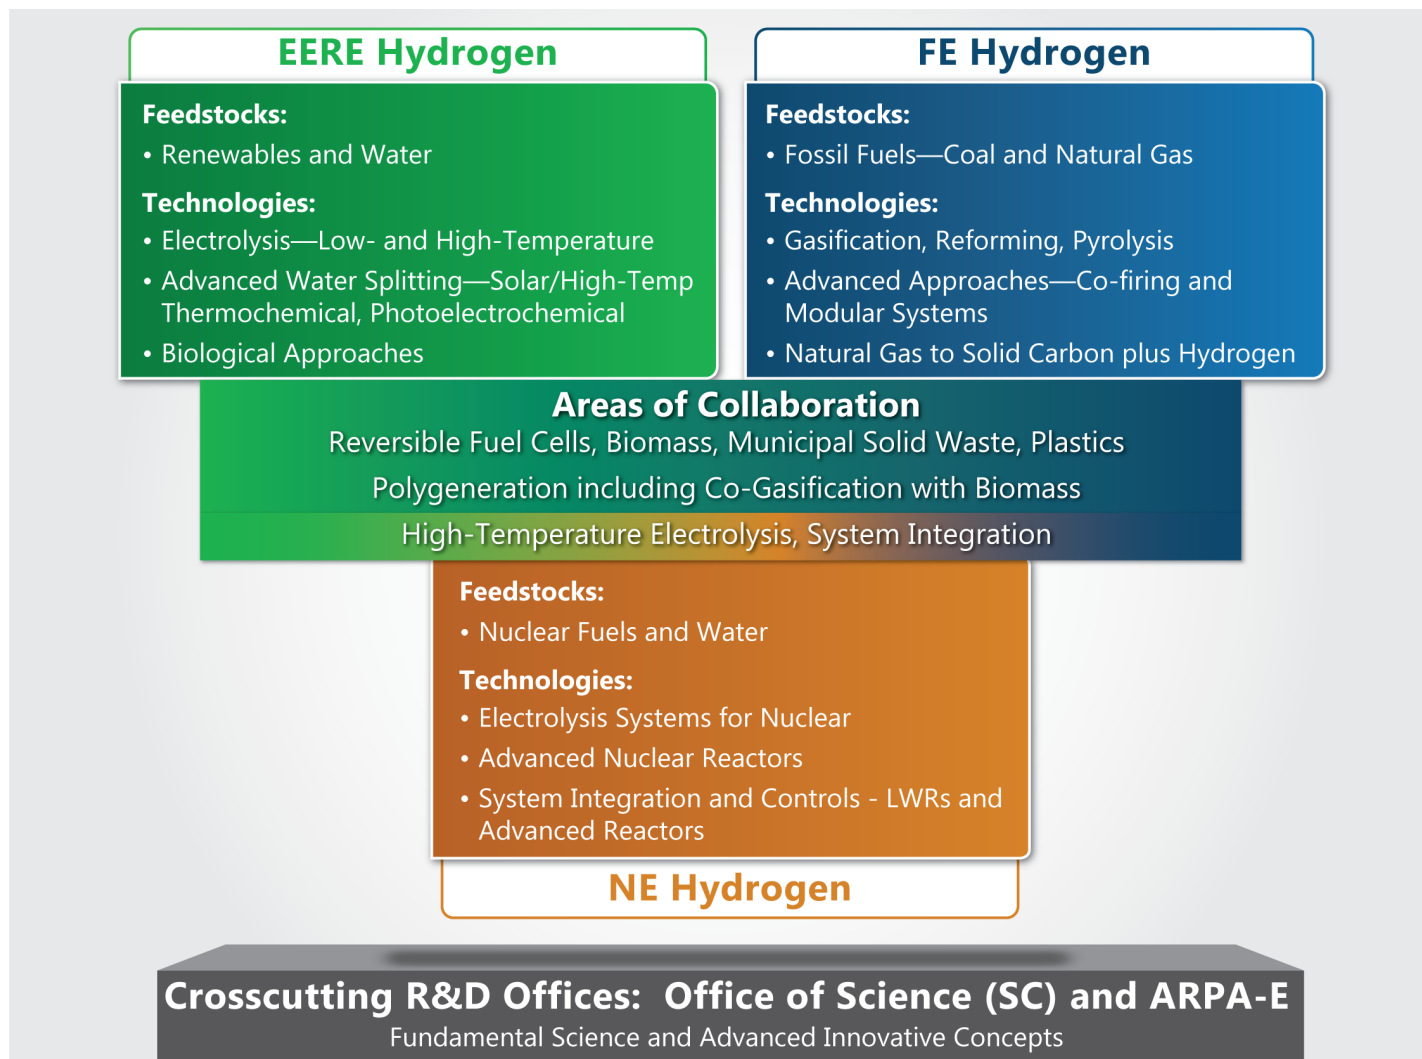 EERE Hydrogen
Feedstocks:
• Renewables and Water
Technologies:
• Electrolysis—Low- and High-Temperature
• Advanced Water Splitting—Solar/High-Temp
Thermochemical, Photoelectrochemical
• Biological Approaches
FE Hydrogen
Feedstocks:
• Fossil Fuels—Coal and Natural Gas
Technologies:
• Gasification, Reforming, Pyrolysis
• Advanced Approaches—Co-firing and
Modular Systems
• Natural Gas to Solid Carbon plus Hydrogen
Areas of Collaboration
Reversible Fuel Cells, Biomass, Municipal Solid Waste, Plastics
Polygeneration including Co-Gasification with Biomass
High-Temperature Electrolysis, System Integration
Feedstocks:
• Nuclear Fuels and Water
Technologies:
• Electrolysis Systems for Nuclear
• Advanced Nuclear Reactors
• System Integration and Controls - LWRs and
Advanced Reactors
NE Hydrogen
Crosscutting R&D Offices: Office of Science (SC) and ARPA-E
Fundamental Science and Advanced Innovative Concepts